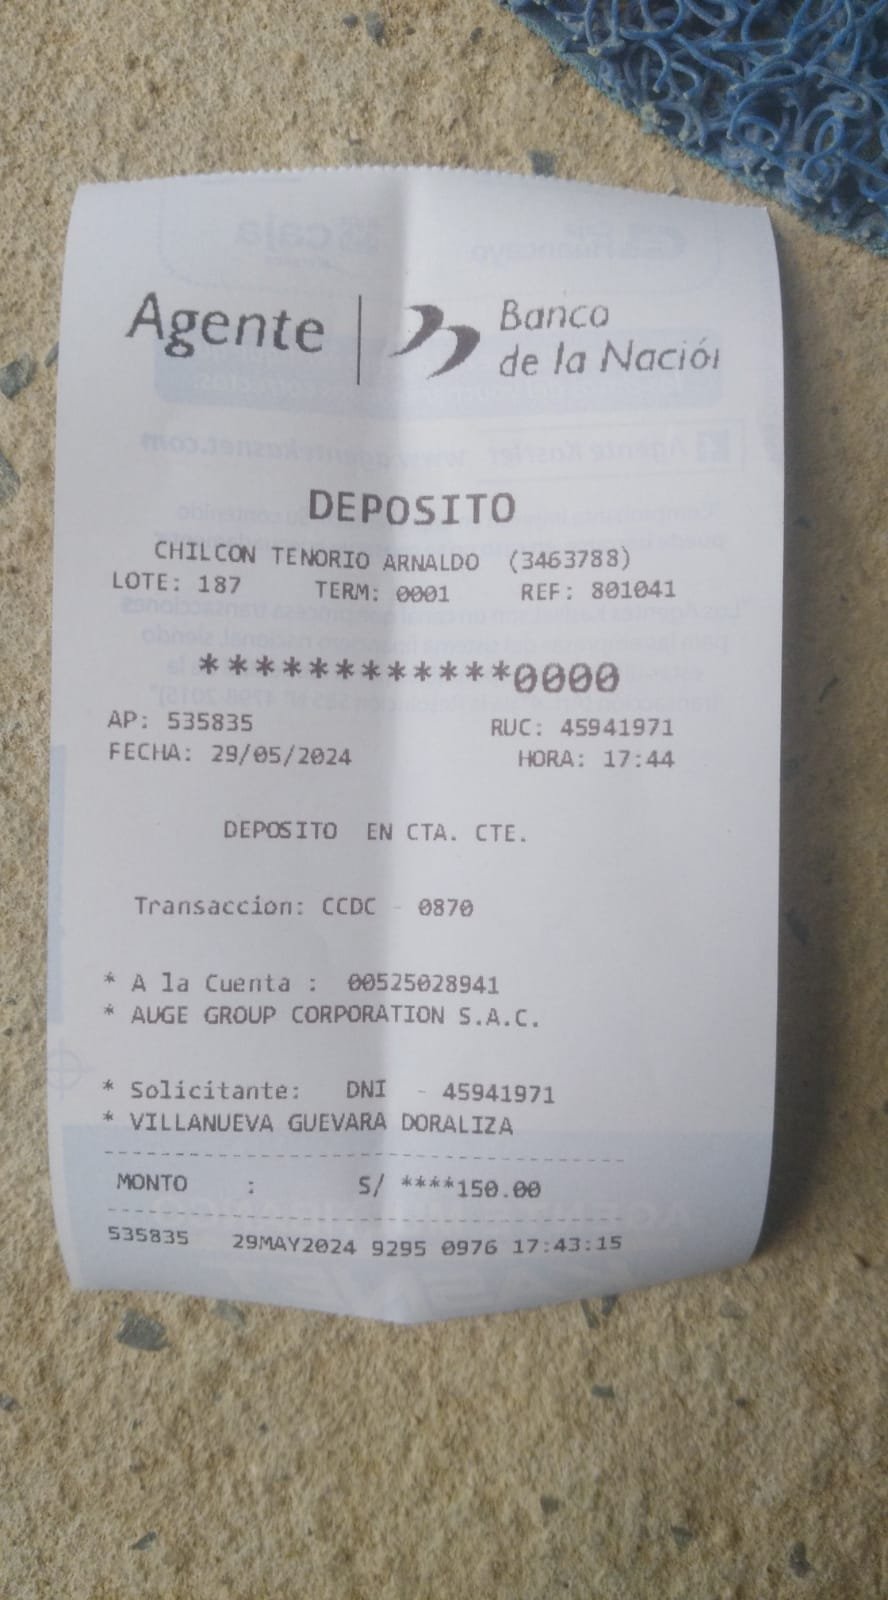 Agente | Banco
de la Nación
DEPOSITO
CHILCON TENORIO ARNALDO (3463788)
LOTE: 187 TERM: 0001 REF: 801041
************0000
AP: 535835 RUC: 45941971
FECHA: 29/05/2024 HORA: 17:44
DEPOSITO EN CTA. CTE.
Transaccion: CCDC - 0870
* A la Cuenta : 00525028941
* AUGE GROUP CORPORATION S.A.C.
* Solicitante: DNI - 45941971
* VILLANUEVA GUEVARA DORALIZA
MONTO : S/ ****150.00
535835 29MAY2024 9295 0976 17:43:15